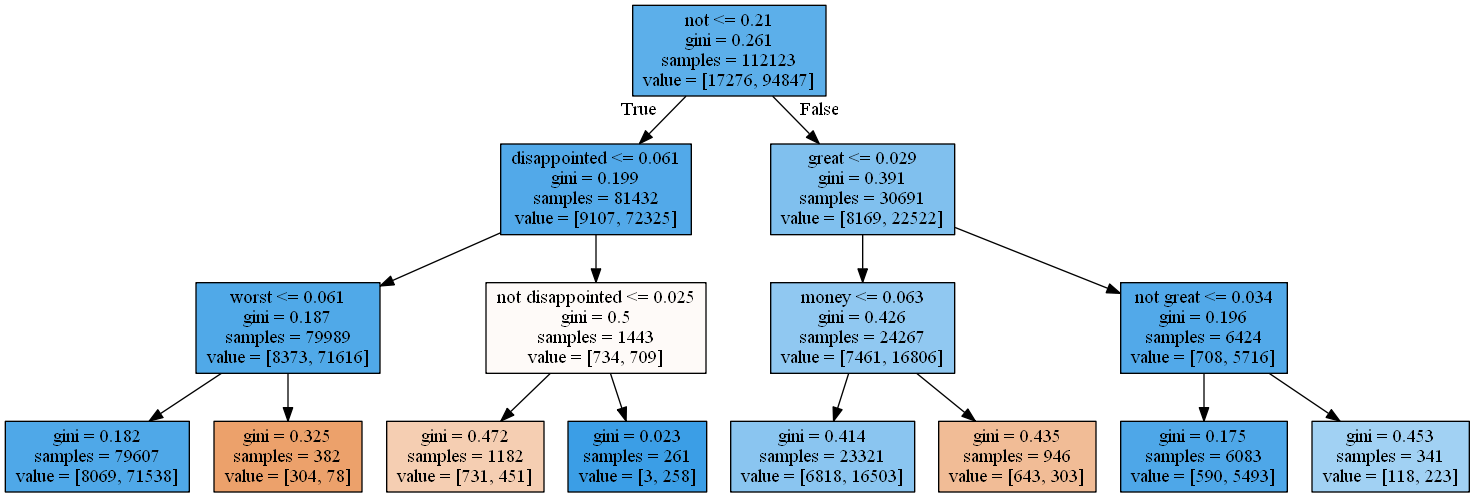 not <= 0.21
gini = 0.261
samples = 112123
value = [17276, 94847]
True
False
disappointed <= 0.061
gini = 0.199
samples = 81432
value = [9107, 72325]
great <= 0.029
gini = 0.391
samples = 30691
value = [8169, 22522]
worst <= 0.061
gini = 0.187
samples = 79989
value = [8373, 71616]
not disappointed <= 0.025
gini = 0.5
samples = 1443
value = [734, 709]
money <= 0.063
gini = 0.426
samples = 24267
value = [7461, 16806]
not great <= 0.034
gini = 0.196
samples = 6424
value = [708, 5716]
gini = 0.182
samples = 79607
value = [8069, 71538]
gini = 0.325
samples = 382
value = [304, 78]
gini = 0.472
samples = 1182
value = [731, 451]
gini = 0.023
samples = 261
value = [3, 258]
gini = 0.414
samples = 23321
value = [6818, 16503]
gini = 0.435
samples = 946
value = [643, 303]
gini = 0.175
samples = 6083
value = [590, 5493]
gini = 0.453
samples = 341
value = [118, 223]